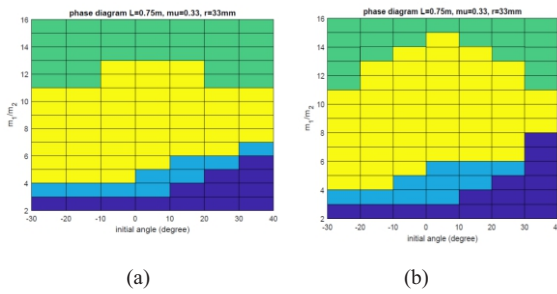 phase diagram L=0.75m, mu=0.33, r=33mm
16
14
12
10
8
6
4
2
m1/m2
-30 -20 -10 0 10 20 30 40
initial angle (degree)
(a)
phase diagram L=0.75m, mu=0.33, r=33mm
16
14
12
10
8
6
4
2
m1/m2
-30 -20 -10 0 10 20 30 40
initial angle (degree)
(b)